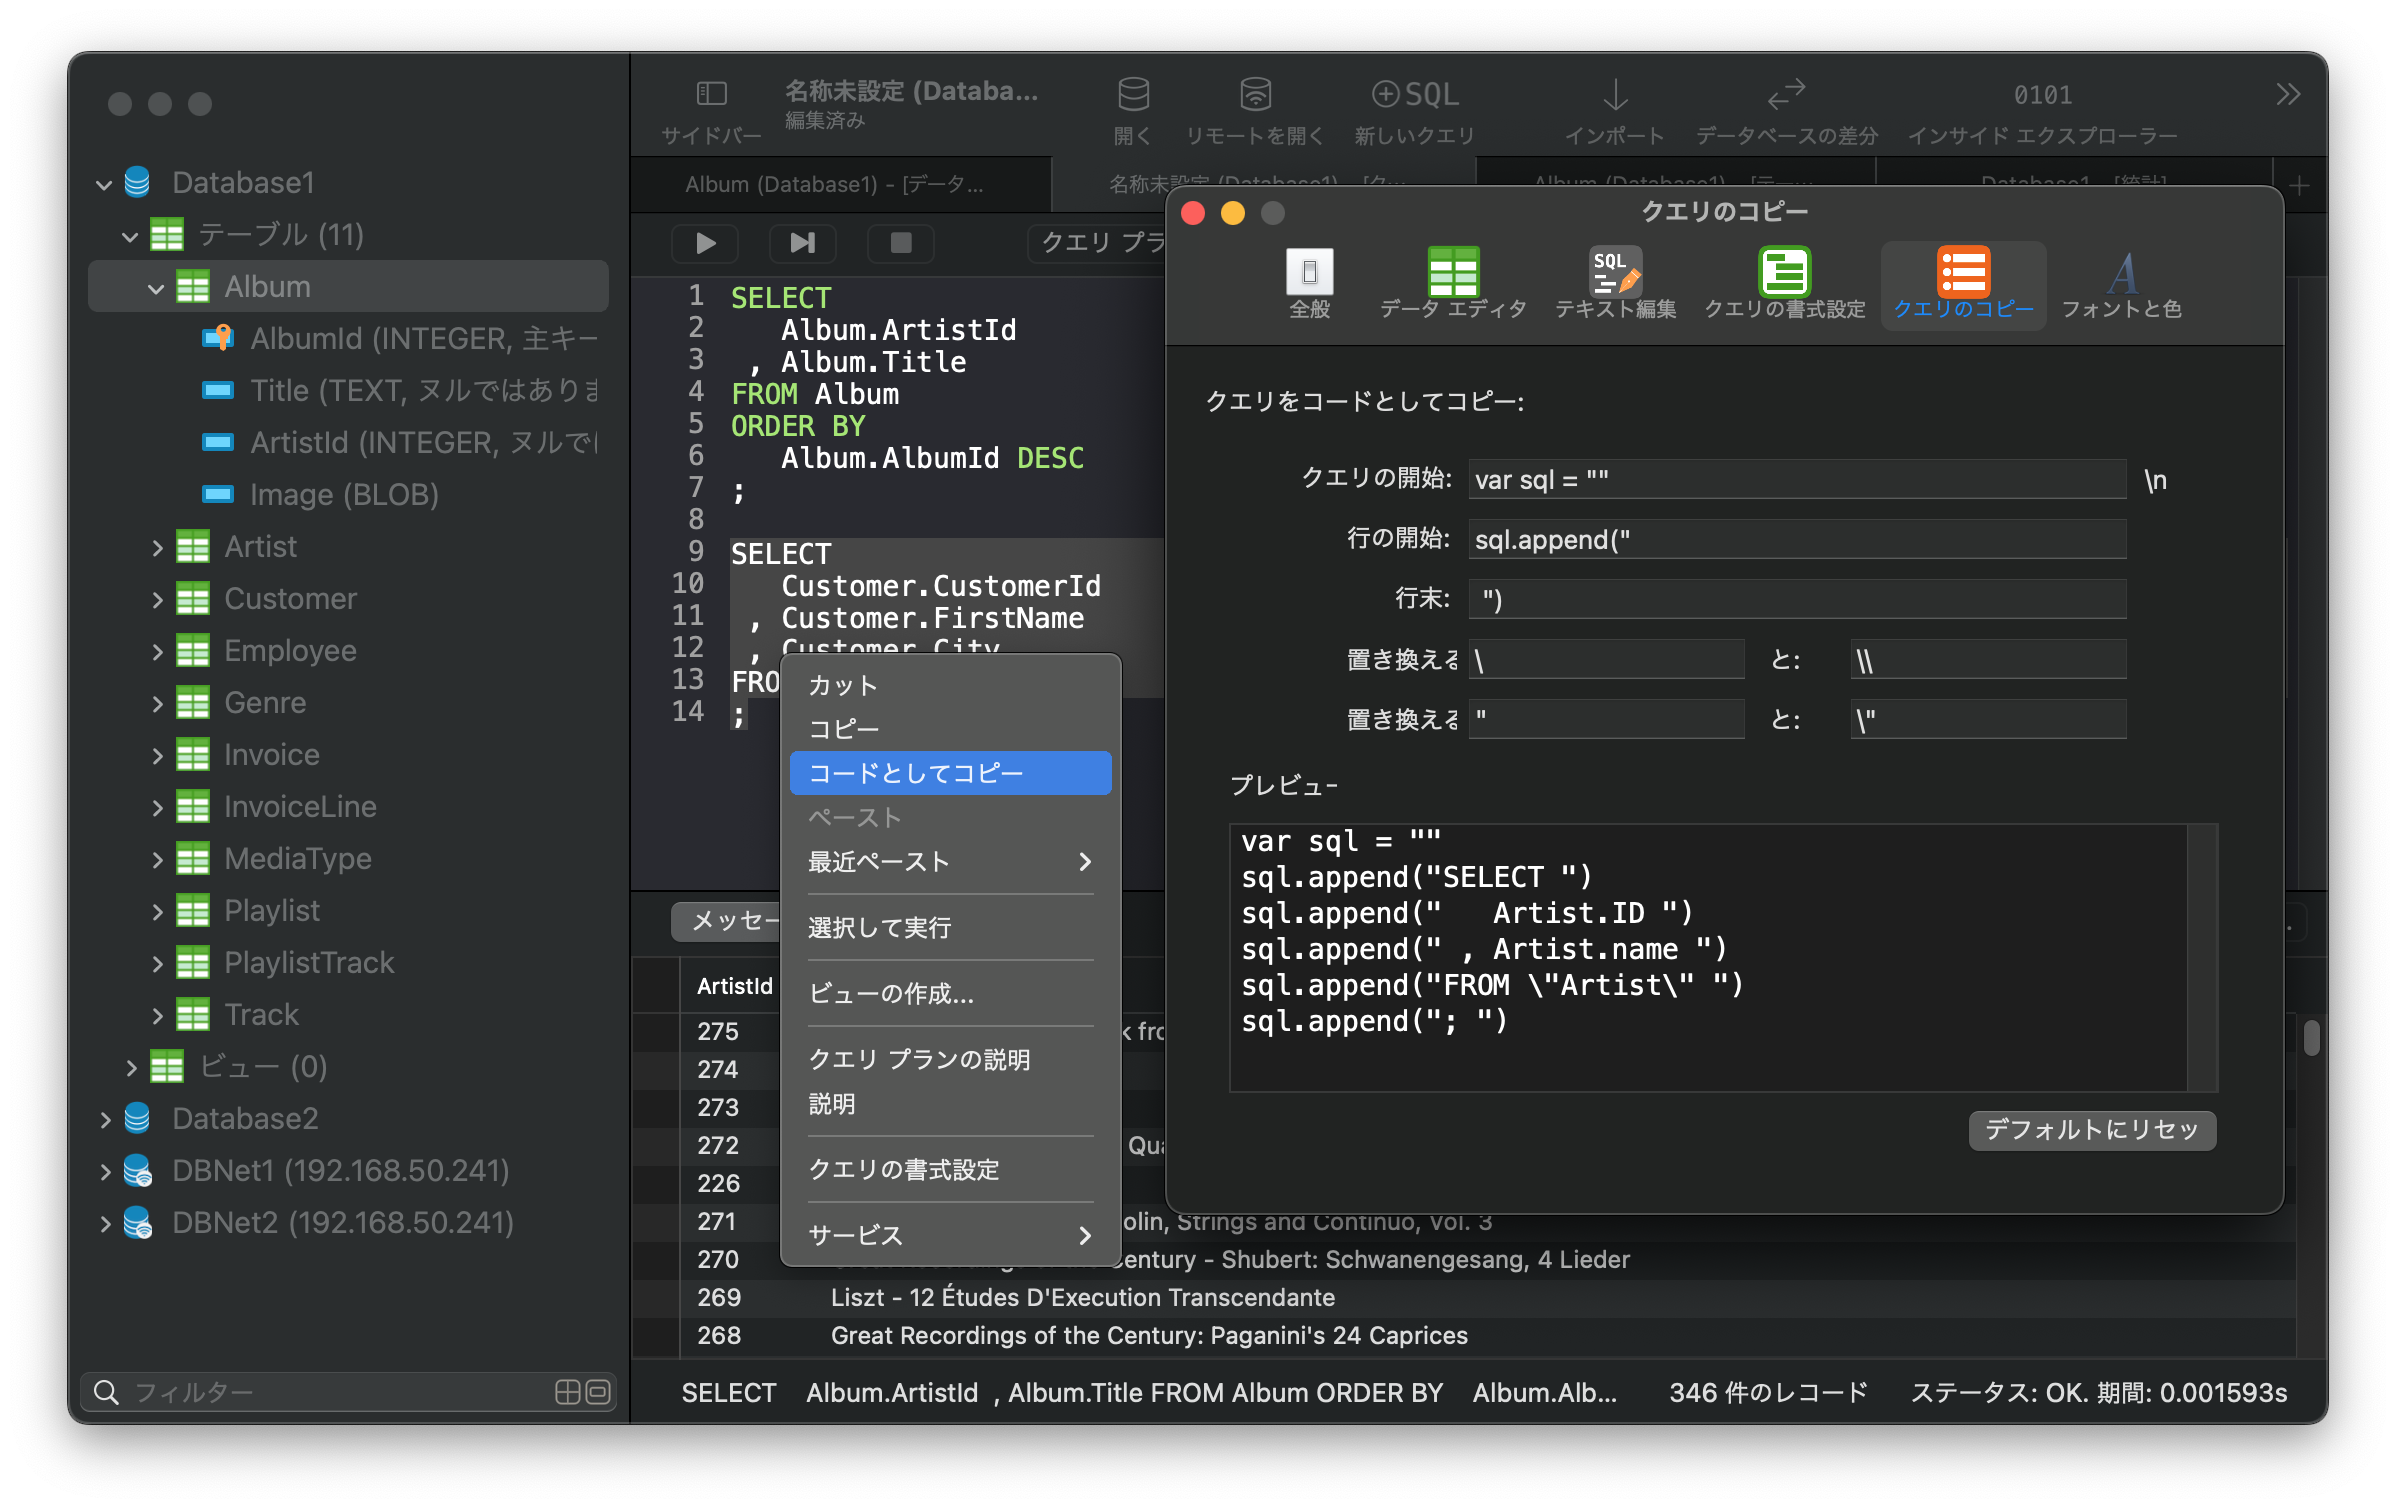 名称未設定 (Databa...
編集済み
サイドバー
開く
リモートを開く
SQL
新しいクエリ
インポート
データベースの差分
0101
インサイド エクスプローラー
Database1
テーブル (11)
Album
AlbumId (INTEGER, 主キー
Title (TEXT, ヌルではありま
ArtistId (INTEGER, ヌルで
Image (BLOB)
Artist
Customer
Employee
Genre
Invoice
InvoiceLine
MediaType
Playlist
PlaylistTrack
Track
ビュー (0)
Database2
DBNet1 (192.168.50.241)
DBNet2 (192.168.50.241)
フィルター
Album (Database1) - [データ...
名称未設定 (Database1) - [ク...
Album (Database1) - [テー...
Database1 - [統計]
クエリ プラ
1 SELECT
2 Album.ArtistId
3 , Album.Title
4 FROM Album
5 ORDER BY
6 Album.AlbumId DESC
7 ;
8
9 SELECT
10 Customer.CustomerId
11 , Customer.FirstName
12 , Customer.City
13 FRO
14 ;
カット
コピー
コードとしてコピー
ペースト
最近ペースト
選択して実行
ビューの作成...
クエリ プランの説明
説明
クエリの書式設定
サービス
メッセー
ArtistId
275
274
273
272 Qua
226
271 olin, Strings and Continuo, Vol. 3
270 entury - Shubert: Schwanengesang, 4 Lieder
269 Liszt - 12 Études D'Execution Transcendante
268 Great Recordings of the Century: Paganini's 24 Caprices
SELECT Album.ArtistId , Album.Title FROM Album ORDER BY Album.Alb...
346 件のレコード
ステータス: OK. 期間: 0.001593s
クエリのコピー
全般
データ エディタ
SQL
テキスト編集
クエリの書式設定
クエリのコピー
フォントと色
クエリをコードとしてコピー:
クエリの開始: var sql = "" \n
行の開始: sql.append("
行末: ")
置き換える \ と: \\
置き換える " と: \"
プレビュー
var sql = ""
sql.append("SELECT ")
sql.append("   Artist.ID ")
sql.append(" , Artist.name ")
sql.append("FROM \"Artist\" ")
sql.append("; ")
デフォルトにリセッ